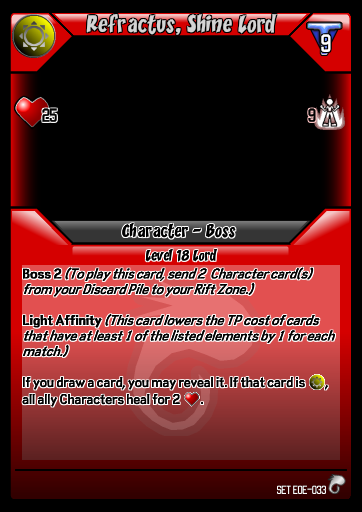 Refractus, Shine Lord
9
25
9
Character - Boss
Level 18 Lord
Boss 2 (To play this card, send 2 Character card(s)
from your Discard Pile to your Rift Zone.)
Light Affinity (This card lowers the TP cost of cards
that have at least 1 of the listed elements by 1 for each
match.)
If you draw a card, you may reveal it. If that card is ,
all ally Characters heal for 2 .
SET EOE-033